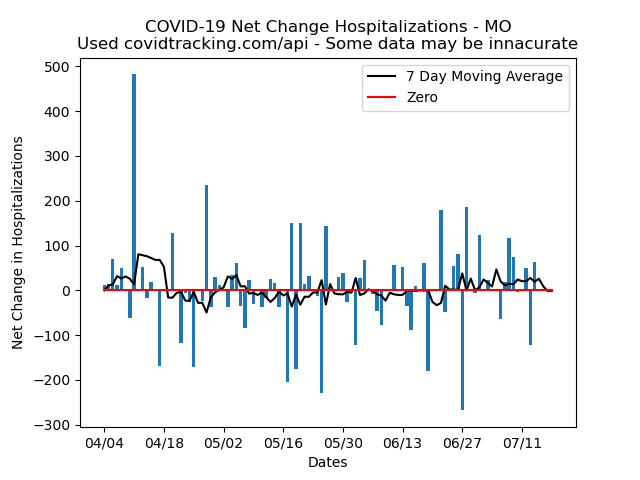 COVID-19 Net Change Hospitalizations - MO
Used covidtracking.com/api - Some data may be innacurate
7 Day Moving Average
Zero
Net Change in Hospitalizations
500
400
300
200
100
0
−100
−200
−300
04/04 04/18 05/02 05/16 05/30 06/13 06/27 07/11
Dates